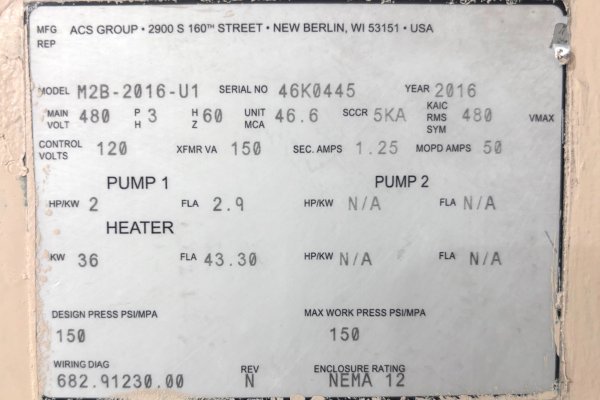 MFG ACS GROUP • 2900 S 160TH STREET • NEW BERLIN, WI 53151 • USA
REP
MODEL M2B-2016-U1 SERIAL NO 46K0445 YEAR 2016
MAIN VOLT 480 PH 3 HZ 60 UNIT MCA 46.6 SCCR 5KA KAIC RMS SYM 480 VMAX
CONTROL VOLTS 120 XFMR VA 150 SEC. AMPS 1.25 MOPD AMPS 50
PUMP 1 PUMP 2
HP/KW 2 FLA 2.9 HP/KW N/A FLA N/A
HEATER
KW 36 FLA 43.30 HP/KW N/A FLA N/A
DESIGN PRESS PSI/MPA MAX WORK PRESS PSI/MPA
150 150
WIRING DIAG REV ENCLOSURE RATING
682.91230.00 N NEMA 12